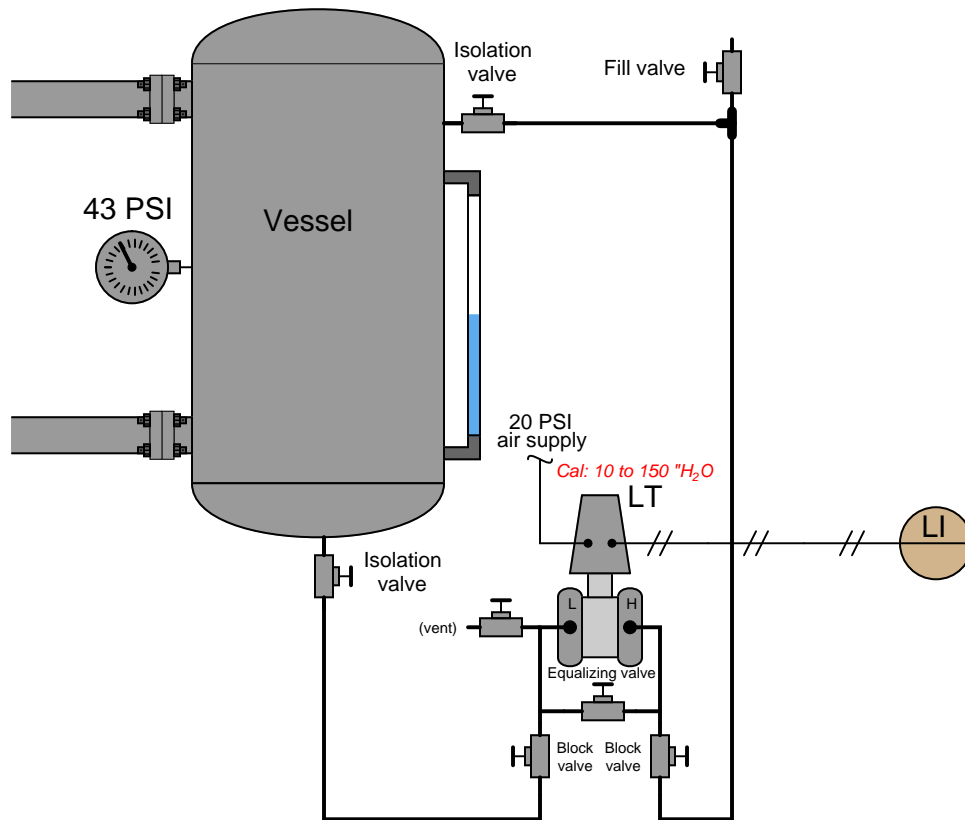 Isolation
valve
Fill valve
43 PSI
Vessel
20 PSI
air supply
Cal: 10 to 150 "H₂O
LT
LI
Isolation
valve
L
H
(vent)
Equalizing valve
Block
valve
Block
valve